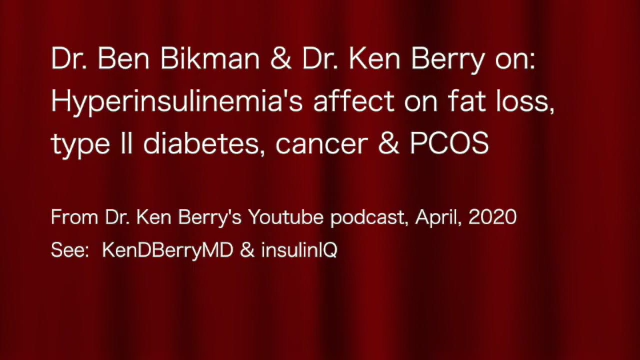 Dr. Ben Bikman & Dr. Ken Berry on:
Hyperinsulinemia's affect on fat loss,
type II diabetes, cancer & PCOS
From Dr. Ken Berry's Youtube podcast, April, 2020
See:  KenDBerryMD & insulinIQ